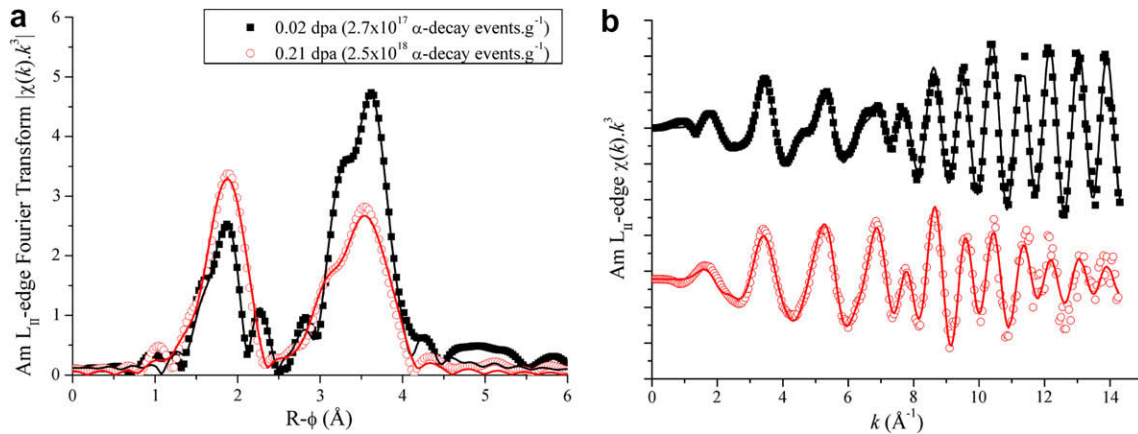 a
Am L_II-edge Fourier Transform |χ(k).k³|
6
5
4
3
2
1
0
■ 0.02 dpa (2.7x10¹⁷ α-decay events.g⁻¹)
○ 0.21 dpa (2.5x10¹⁸ α-decay events.g⁻¹)
0 1 2 3 4 5 6
R-ϕ (Å)
b
Am L_II-edge χ(k).k³
0 2 4 6 8 10 12 14
k (Å⁻¹)